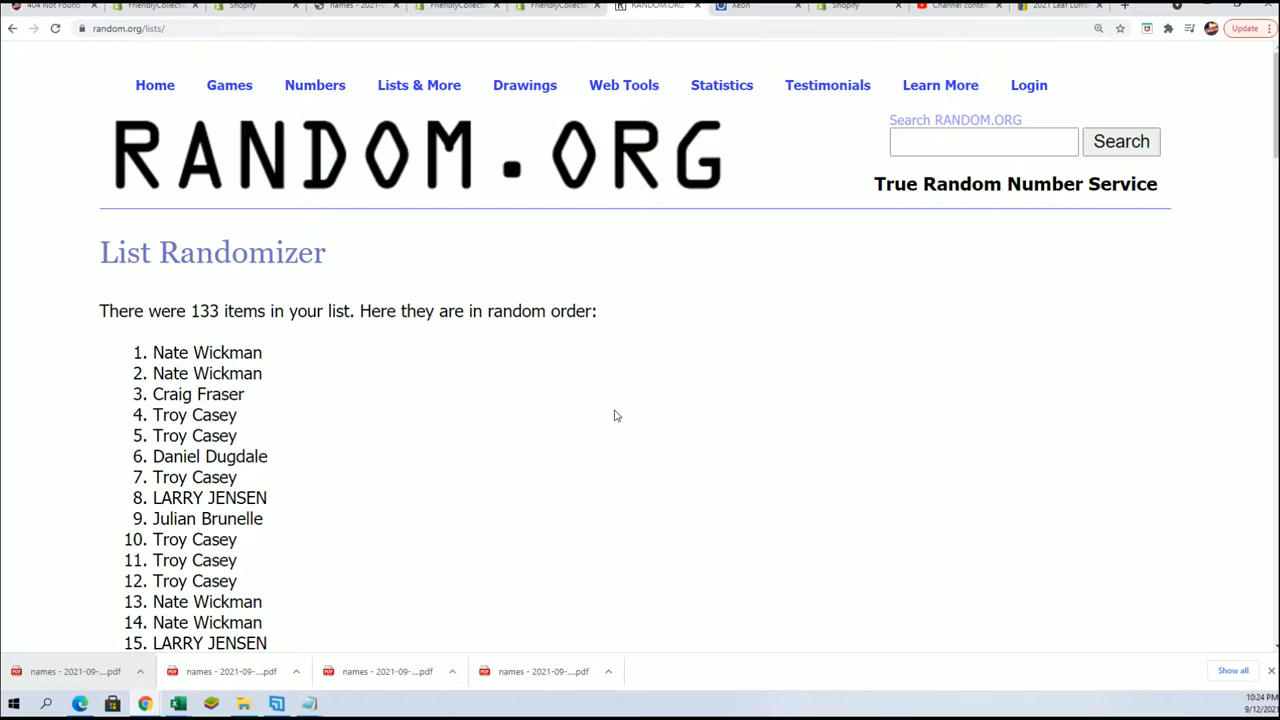 404 Not Found
FriendlyCollecti
Shopify
names - 2021-0
FriendlyCollecti
FriendlyCollecti
RANDOM.ORG
Xeon
Shopify
Channel conten
2021 Leaf Lum
random.org/lists/
Update
Home Games Numbers Lists & More Drawings Web Tools Statistics Testimonials Learn More Login
RANDOM.ORG
Search RANDOM.ORG
Search
True Random Number Service
List Randomizer
There were 133 items in your list. Here they are in random order:
1. Nate Wickman
2. Nate Wickman
3. Craig Fraser
4. Troy Casey
5. Troy Casey
6. Daniel Dugdale
7. Troy Casey
8. LARRY JENSEN
9. Julian Brunelle
10. Troy Casey
11. Troy Casey
12. Troy Casey
13. Nate Wickman
14. Nate Wickman
15. LARRY JENSEN
names - 2021-09-....pdf names - 2021-09-....pdf names - 2021-09-....pdf names - 2021-09-....pdf Show all
10:24 PM
9/12/2021